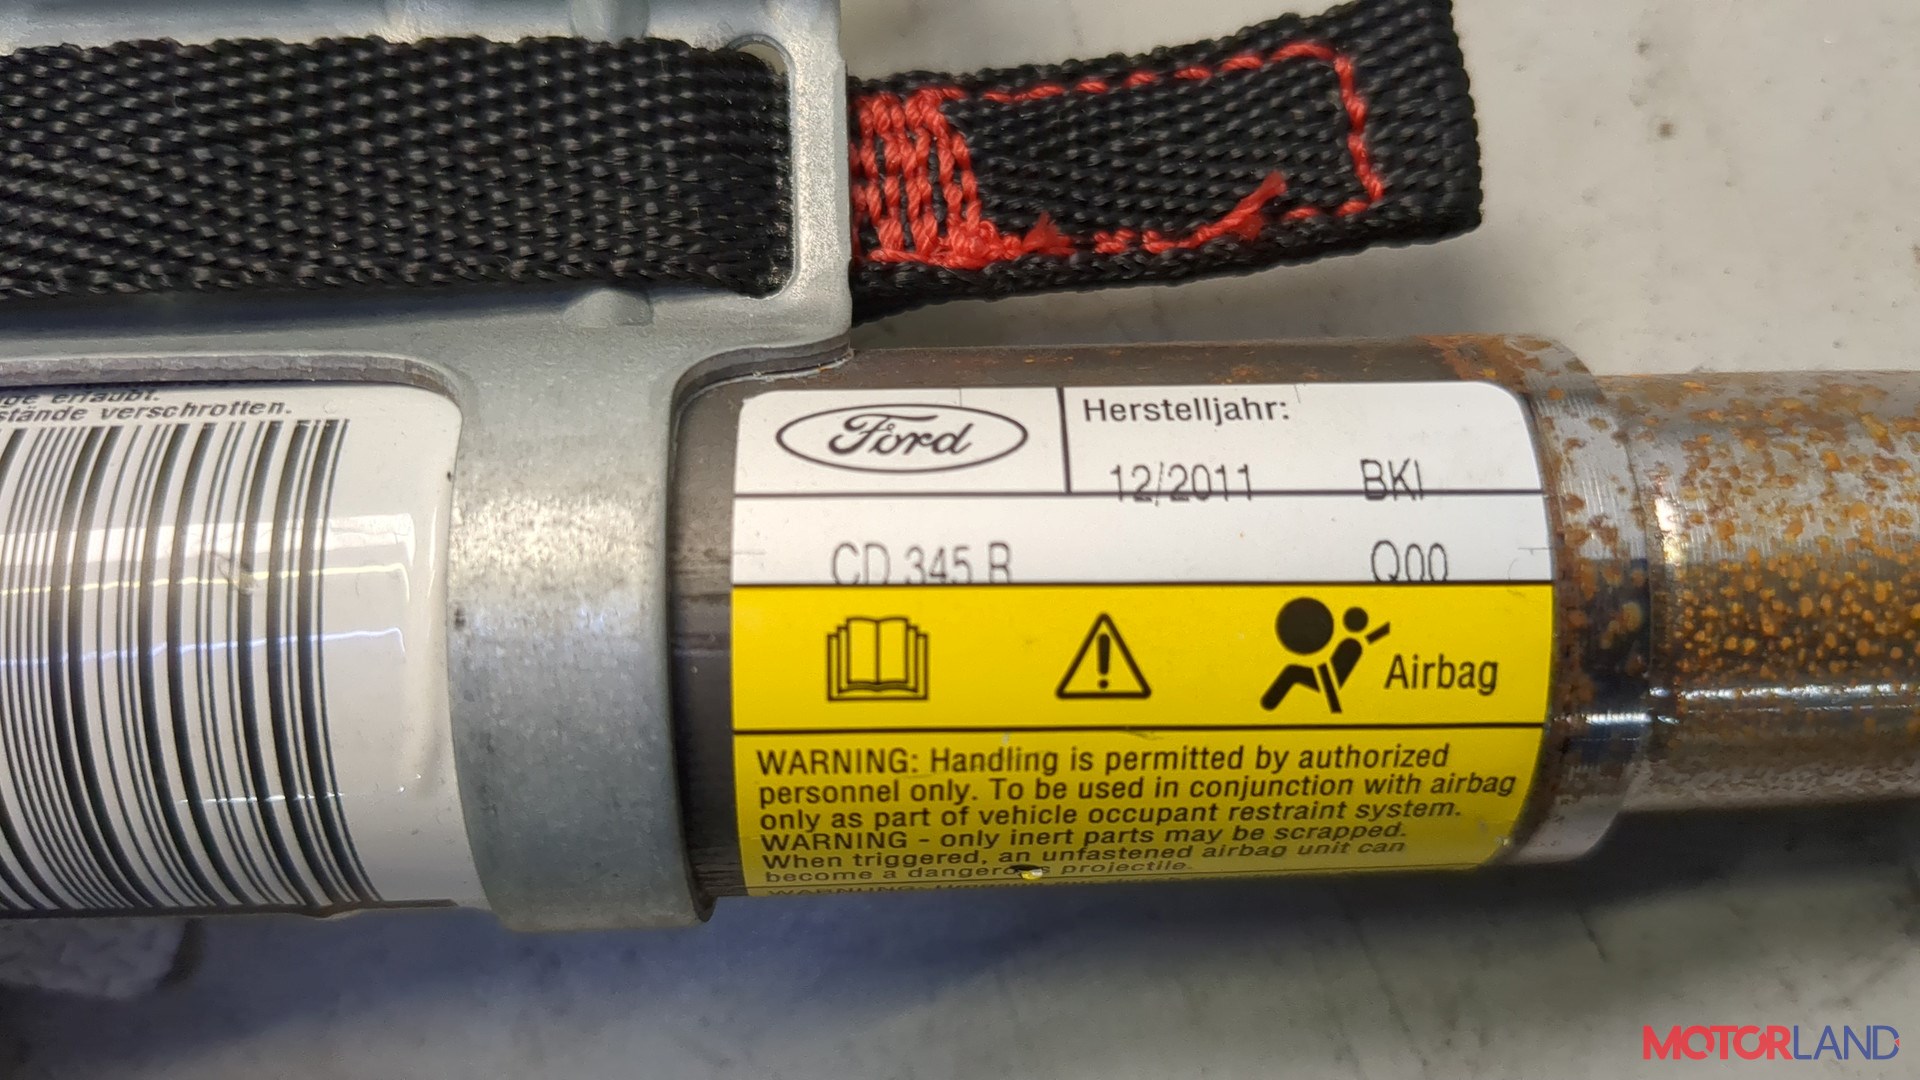 erlaubt.
stände verschrotten.
Ford
Herstelljahr:
12/2011 BKI
CD 345 R Q00
Airbag
WARNING: Handling is permitted by authorized
personnel only. To be used in conjunction with airbag
only as part of vehicle occupant restraint system.
WARNING - only inert parts may be scrapped.
When triggered, an unfastened airbag unit can
become a dangerous projectile.
MOTORLAND